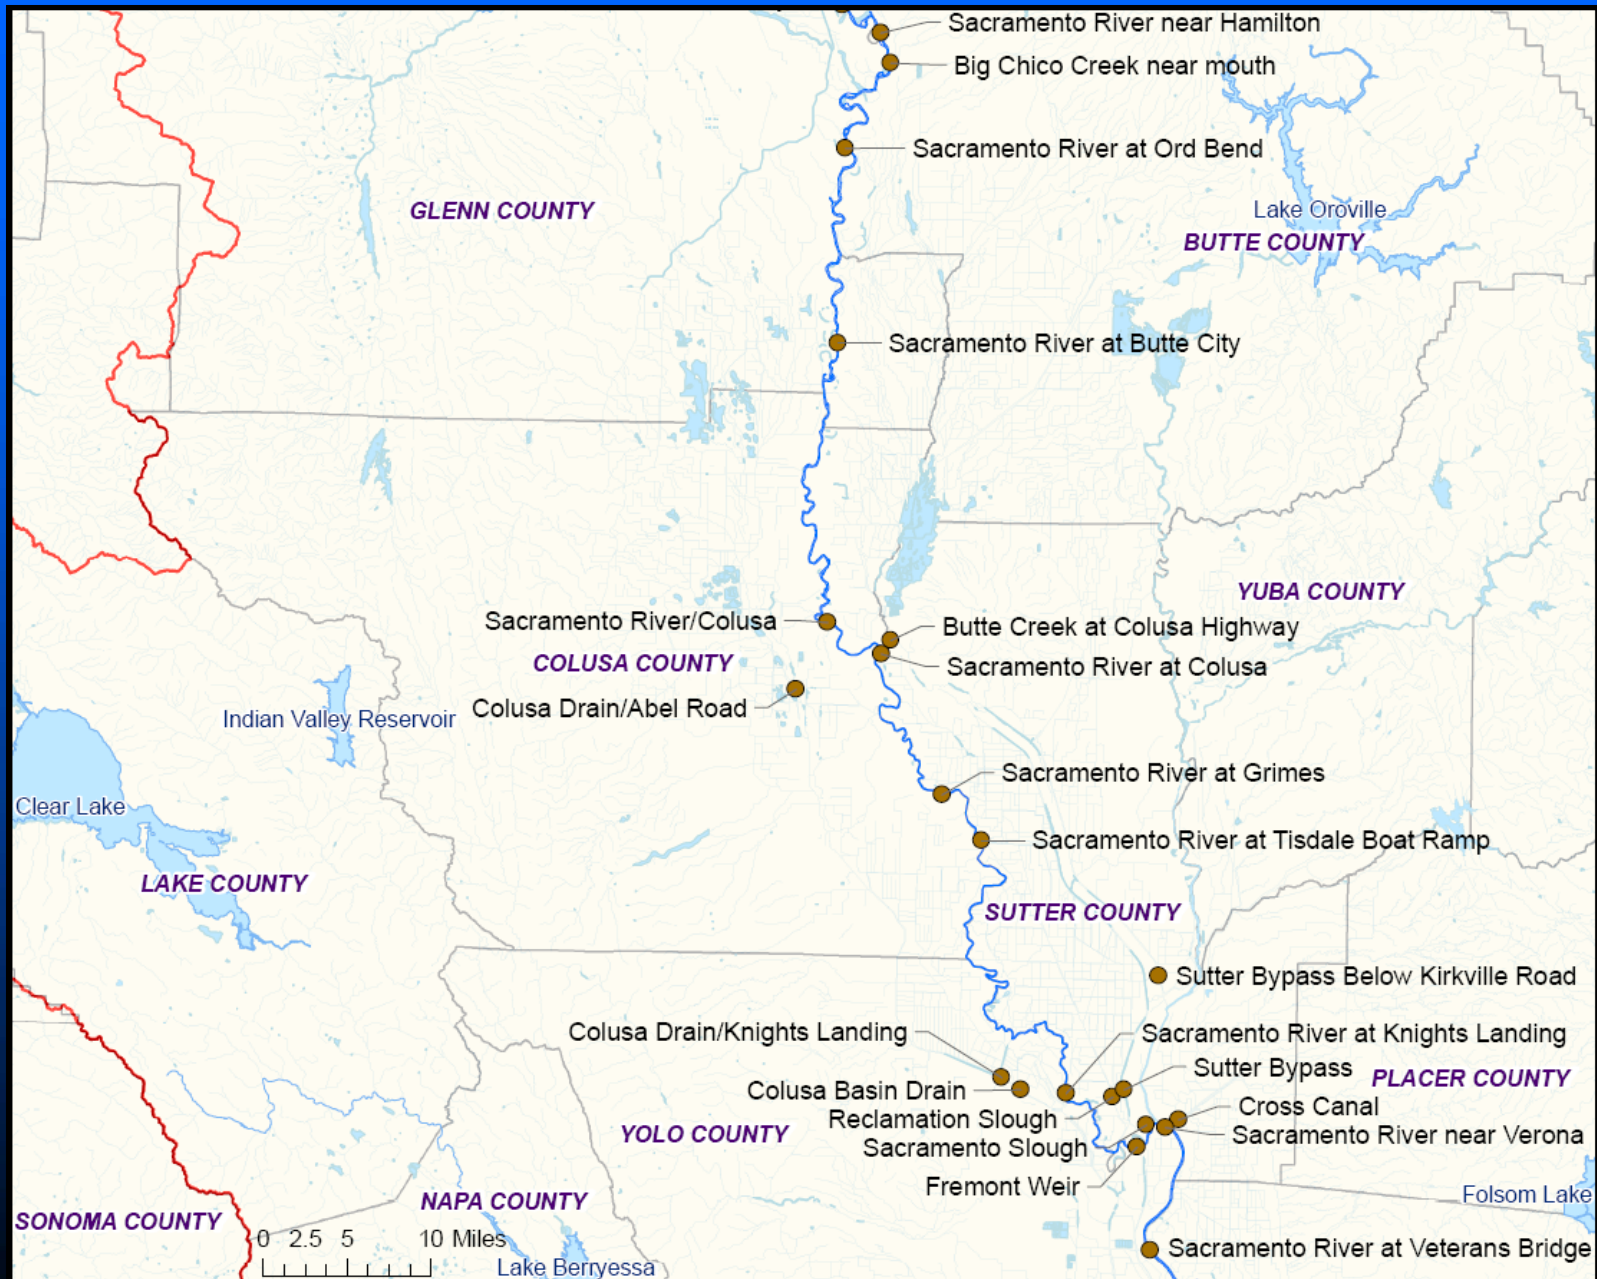 Sacramento River near Hamilton
Big Chico Creek near mouth
Sacramento River at Ord Bend
GLENN COUNTY
Lake Oroville
BUTTE COUNTY
Sacramento River at Butte City
YUBA COUNTY
Sacramento River/Colusa
Butte Creek at Colusa Highway
COLUSA COUNTY
Sacramento River at Colusa
Colusa Drain/Abel Road
Indian Valley Reservoir
Sacramento River at Grimes
Clear Lake
Sacramento River at Tisdale Boat Ramp
LAKE COUNTY
SUTTER COUNTY
Sutter Bypass Below Kirkville Road
Colusa Drain/Knights Landing
Sacramento River at Knights Landing
Sutter Bypass
PLACER COUNTY
Colusa Basin Drain
Cross Canal
Reclamation Slough
YOLO COUNTY
Sacramento River near Verona
Sacramento Slough
Fremont Weir
Folsom Lake
NAPA COUNTY
SONOMA COUNTY
0 2.5 5 10 Miles
Sacramento River at Veterans Bridge
Lake Berryessa